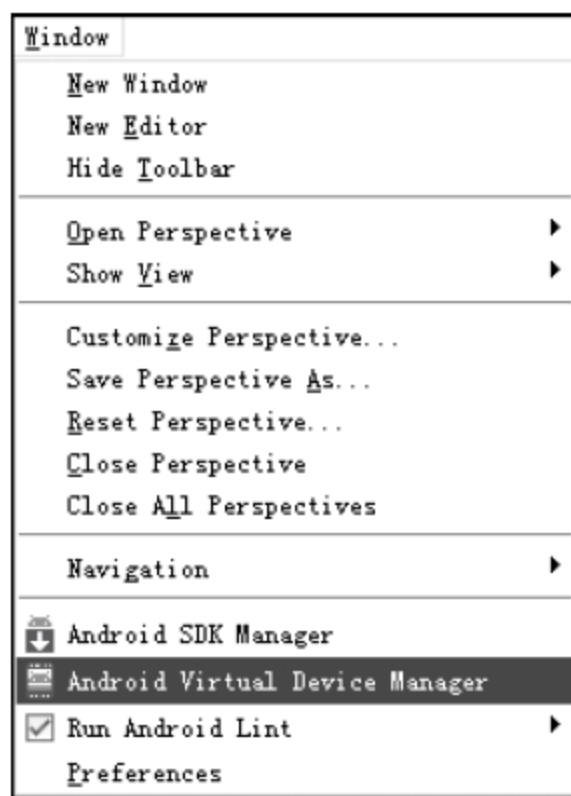 Window
New Window
New Editor
Hide Toolbar
Open Perspective
Show View
Customize Perspective...
Save Perspective As...
Reset Perspective...
Close Perspective
Close All Perspectives
Navigation
Android SDK Manager
Android Virtual Device Manager
Run Android Lint
Preferences